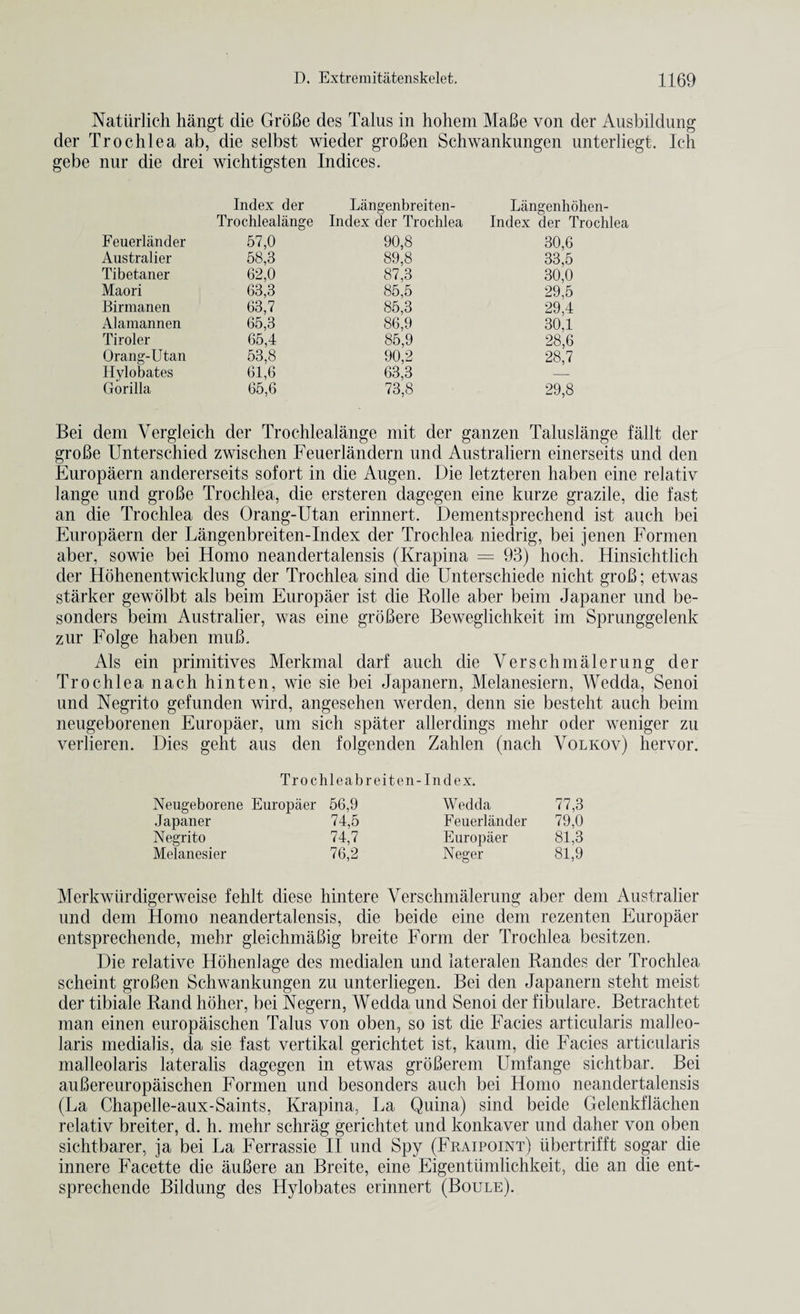 D. Extremitätenskelet. 1169
Natürlich hängt die Größe des Talus in hohem Maße von der Ausbildung
der Trochlea ab, die selbst wieder großen Schwankungen unterliegt. Ich
gebe nur die drei wichtigsten Indices.
Index der Längenbreiten- Längenhöhen-
Trochlealänge Index der Trochlea Index der Trochlea
Feuerländer 57,0 90,8 30,6
Australier 58,3 89,8 33,5
Tibetaner 62,0 87,3 30,0
Maori 63,3 85,5 29,5
Birmanen 63,7 85,3 29,4
Alamannen 65,3 86,9 30,1
Tiroler 65,4 85,9 28,6
Orang-Utan 53,8 90,2 28,7
Hylobates 61,6 63,3 —
Gorilla 65,6 73,8 29,8
Bei dem Vergleich der Trochlealänge mit der ganzen Taluslänge fällt der
große Unterschied zwischen Feuerländern und Australiern einerseits und den
Europäern andererseits sofort in die Augen. Die letzteren haben eine relativ
lange und große Trochlea, die ersteren dagegen eine kurze grazile, die fast
an die Trochlea des Orang-Utan erinnert. Dementsprechend ist auch bei
Europäern der Längenbreiten-Index der Trochlea niedrig, bei jenen Formen
aber, sowie bei Homo neandertalensis (Krapina = 93) hoch. Hinsichtlich
der Höhenentwicklung der Trochlea sind die Unterschiede nicht groß; etwas
stärker gewölbt als beim Europäer ist die Rolle aber beim Japaner und be-
sonders beim Australier, was eine größere Beweglichkeit im Sprunggelenk
zur Folge haben muß.
Als ein primitives Merkmal darf auch die Verschmälerung der
Trochlea nach hinten, wie sie bei Japanern, Melanesiern, Wedda, Senoi
und Negrito gefunden wird, angesehen werden, denn sie besteht auch beim
neugeborenen Europäer, um sich später allerdings mehr oder weniger zu
verlieren. Dies geht aus den folgenden Zahlen (nach Volkov) hervor.
Trochleabreiten-Index.
Neugeborene Europäer 56,9 Wedda 77,3
Japaner 74,5 Feuerländer 79,0
Negrito 74,7 Europäer 81,3
Melanesier 76,2 Neger 81,9
Merkwürdigerweise fehlt diese hintere Verschmälerung aber dem Australier
und dem Homo neandertalensis, die beide eine dem rezenten Europäer
entsprechende, mehr gleichmäßig breite Form der Trochlea besitzen.
Die relative Höhenlage des medialen und lateralen Randes der Trochlea
scheint großen Schwankungen zu unterliegen. Bei den Japanern steht meist
der tibiale Rand höher, bei Negern, Wedda und Senoi der fibulare. Betrachtet
man einen europäischen Talus von oben, so ist die Facies articularis malleo-
laris medialis, da sie fast vertikal gerichtet ist, kaum, die Facies articularis
malleolaris lateralis dagegen in etwas größerem Umfange sichtbar. Bei
außereuropäischen Formen und besonders auch bei Homo neandertalensis
(La Chapelle-aux-Saints, Krapina, La Quina) sind beide Gelenkflächen
relativ breiter, d. h. mehr schräg gerichtet und konkaver und daher von oben
sichtbarer, ja bei La Ferrassie II und Spy (Fraipoint) übertrifft sogar die
innere Facette die äußere an Breite, eine Eigentümlichkeit, die an die ent-
sprechende Bildung des Hylobates erinnert (Boule).